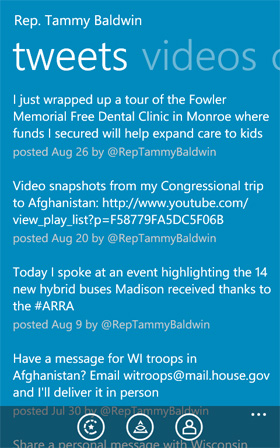 Rep. Tammy Baldwin
tweets videos
I just wrapped up a tour of the Fowler
Memorial Free Dental Clinic in Monroe where
funds I secured will help expand care to kids
posted Aug 26 by @RepTammyBaldwin
Video snapshots from my Congressional trip
to Afghanistan: http://www.youtube.com/
view_play_list?p=F58779FA5DC5F06B
posted Aug 20 by @RepTammyBaldwin
Today I spoke at an event highlighting the 14
new hybrid buses Madison received thanks to
the #ARRA
posted Aug 9 by @RepTammyBaldwin
Have a message for WI troops in
Afghanistan? Email witroops@mail.house.gov
and I'll deliver it in person
posted Jul 30 by @RepTammyBaldwin
Share a personal message with Wisconsin